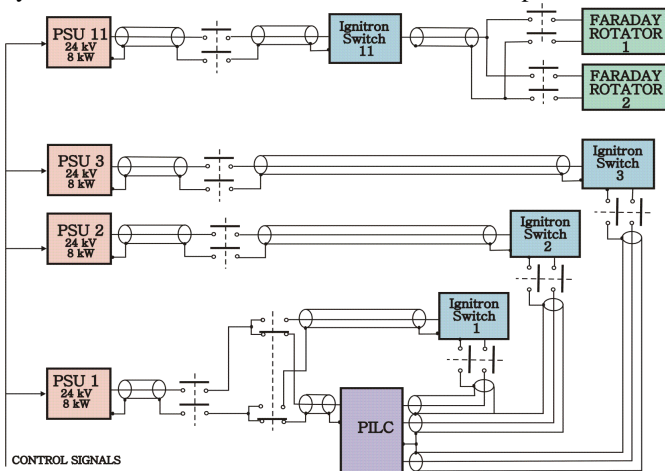 PSU 11
24 kV
8 kW
Ignitron
Switch
11
FARADAY
ROTATOR
1
FARADAY
ROTATOR
2
PSU 3
24 kV
8 kW
Ignitron
Switch
3
PSU 2
24 kV
8 kW
Ignitron
Switch
2
Ignitron
Switch
1
PSU 1
24 kV
8 kW
PILC
CONTROL SIGNALS